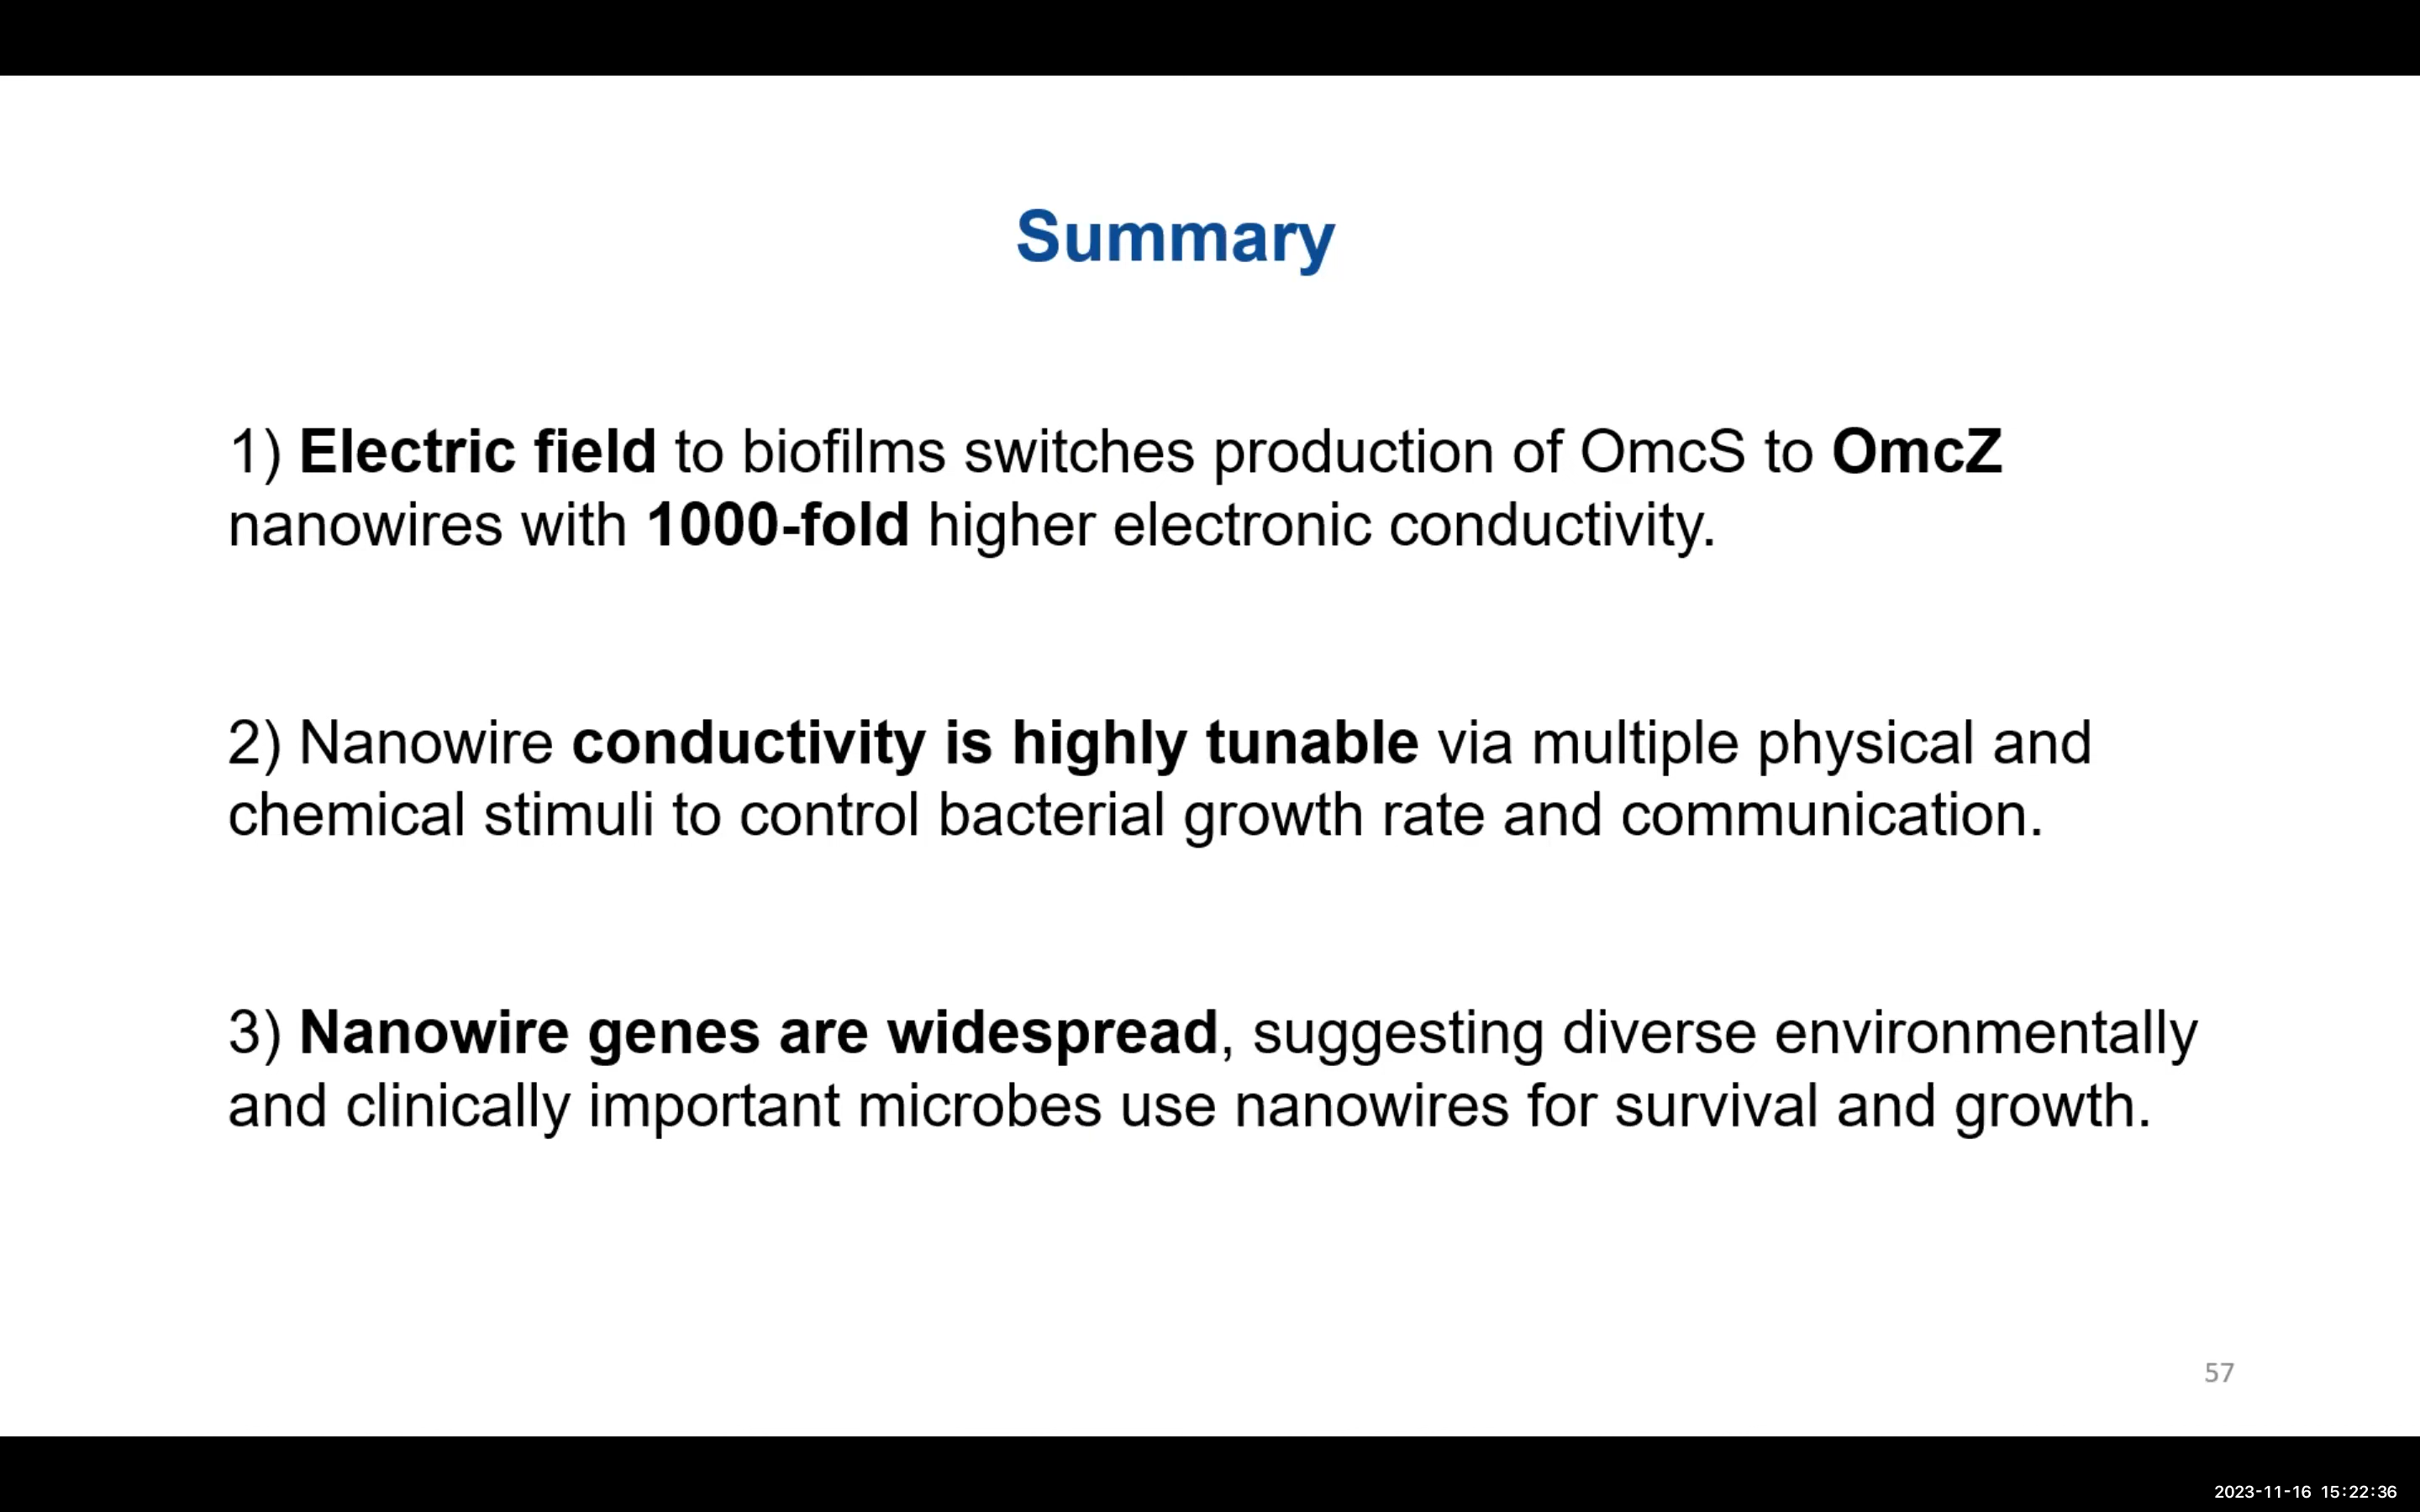 Summary
1) Electric field to biofilms switches production of OmcS to OmcZ
nanowires with 1000-fold higher electronic conductivity.
2) Nanowire conductivity is highly tunable via multiple physical and
chemical stimuli to control bacterial growth rate and communication.
3) Nanowire genes are widespread, suggesting diverse environmentally
and clinically important microbes use nanowires for survival and growth.
57
2023-11-16 15:22:36